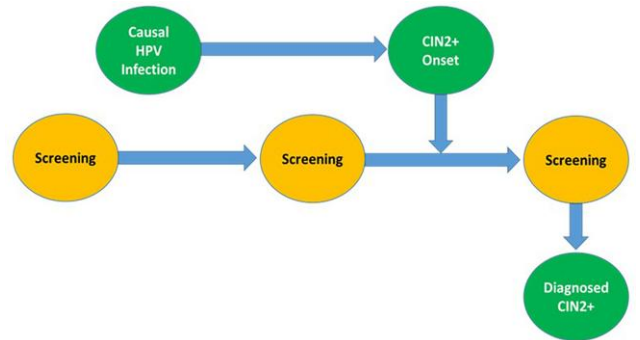 Causal
HPV
Infection
CIN2+
Onset
Screening
Screening
Screening
Diagnosed
CIN2+